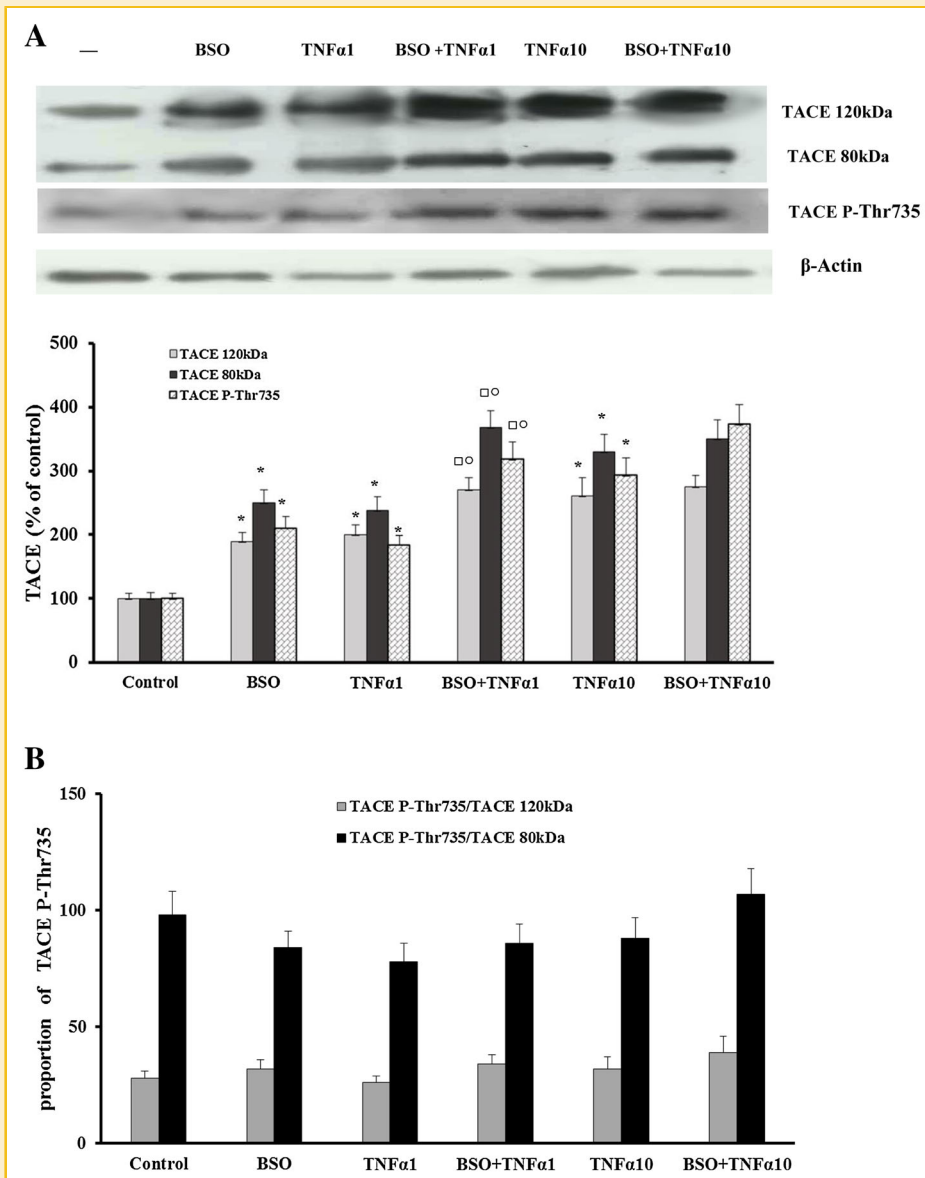 A
— BSO TNFα1 BSO +TNFα1 TNFα10 BSO+TNFα10
TACE 120kDa
TACE 80kDa
TACE P-Thr735
β-Actin
500
400
300
200
100
0
TACE (% of control)
TACE 120kDa
TACE 80kDa
TACE P-Thr735
□○
□○
□○
* * *
* * *
* * *
Control BSO TNFα1 BSO+TNFα1 TNFα10 BSO+TNFα10
B
150
100
50
0
proportion of TACE P-Thr735
TACE P-Thr735/TACE 120kDa
TACE P-Thr735/TACE 80kDa
Control BSO TNFα1 BSO+TNFα1 TNFα10 BSO+TNFα10